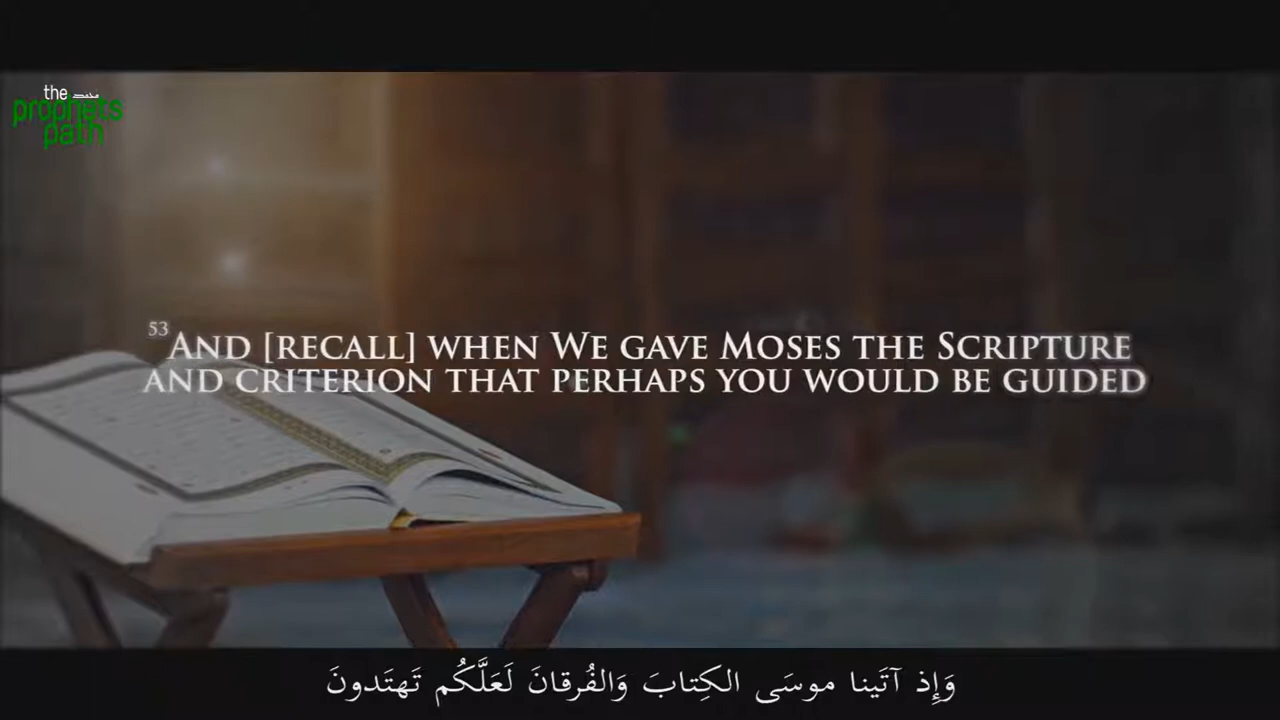 the محمد
prophets
path
53 AND [RECALL] WHEN WE GAVE MOSES THE SCRIPTURE
AND CRITERION THAT PERHAPS YOU WOULD BE GUIDED
وَإِذ آتَينا موسَى الكِتابَ وَالفُرقانَ لَعَلَّكُم تَهتَدونَ